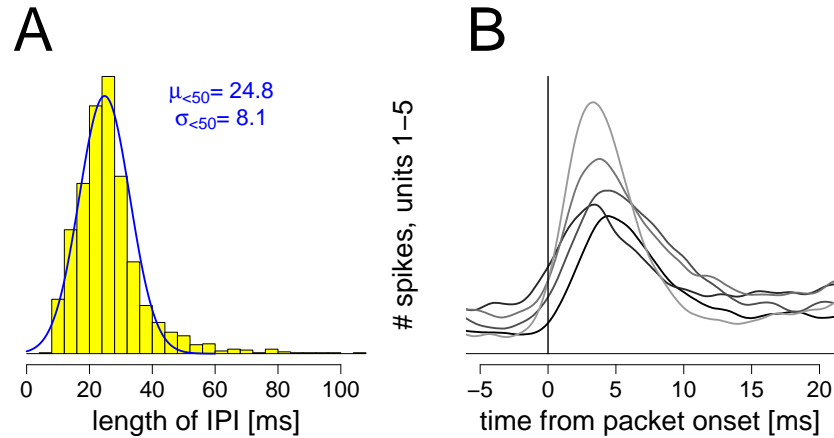 A
μ<50= 24.8
σ<50= 8.1
0 20 40 60 80 100
length of IPI [ms]
B
# spikes, units 1−5
−5 0 5 10 15 20
time from packet onset [ms]